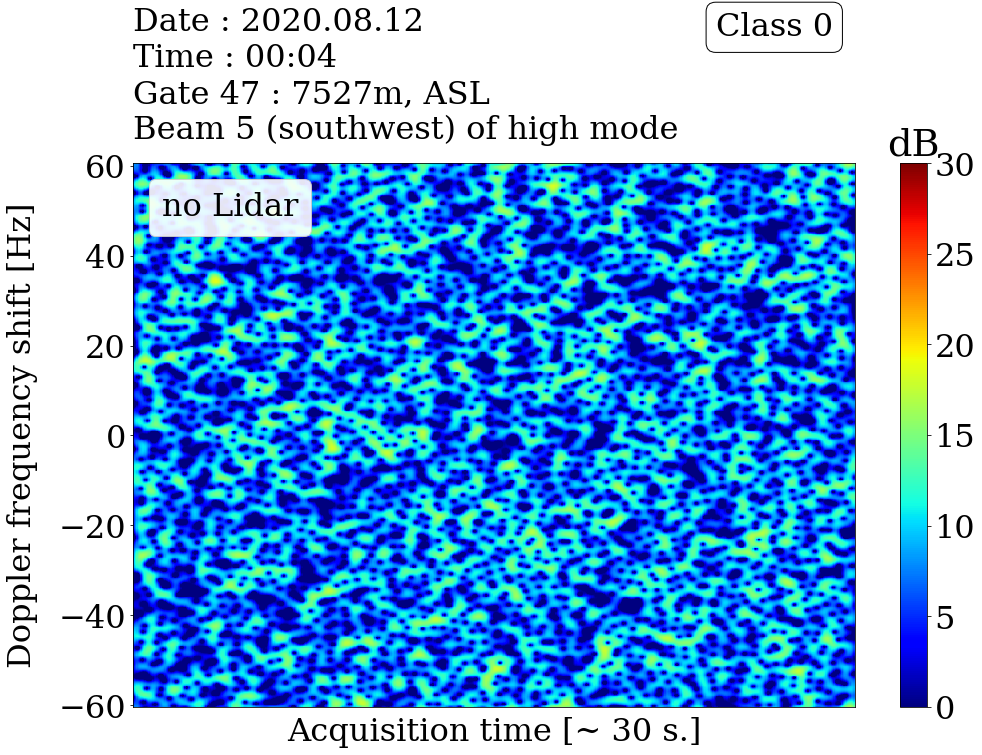 Date : 2020.08.12
Time : 00:04
Gate 47 : 7527m, ASL
Beam 5 (southwest) of high mode
Class 0
dB
no Lidar
Doppler frequency shift [Hz]
60
40
20
0
−20
−40
−60
30
25
20
15
10
5
0
Acquisition time [~ 30 s.]